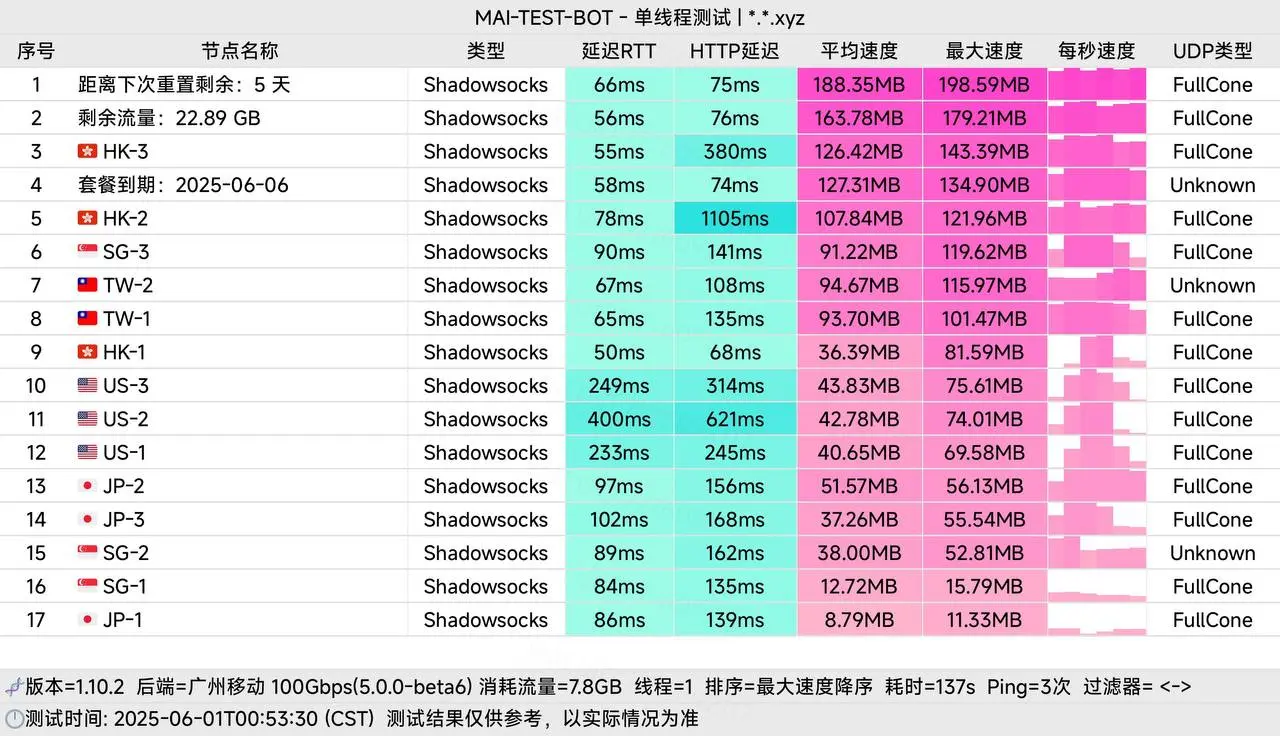 MAI-TEST-BOT - 单线程测试 | *.*.xyz
序号 节点名称 类型 延迟RTT HTTP延迟 平均速度 最大速度 每秒速度 UDP类型
1 距离下次重置剩余：5 天 Shadowsocks 66ms 75ms 188.35MB 198.59MB FullCone
2 剩余流量：22.89 GB Shadowsocks 56ms 76ms 163.78MB 179.21MB FullCone
3 HK-3 Shadowsocks 55ms 380ms 126.42MB 143.39MB FullCone
4 套餐到期：2025-06-06 Shadowsocks 58ms 74ms 127.31MB 134.90MB Unknown
5 HK-2 Shadowsocks 78ms 1105ms 107.84MB 121.96MB FullCone
6 SG-3 Shadowsocks 90ms 141ms 91.22MB 119.62MB FullCone
7 TW-2 Shadowsocks 67ms 108ms 94.67MB 115.97MB Unknown
8 TW-1 Shadowsocks 65ms 135ms 93.70MB 101.47MB FullCone
9 HK-1 Shadowsocks 50ms 68ms 36.39MB 81.59MB FullCone
10 US-3 Shadowsocks 249ms 314ms 43.83MB 75.61MB FullCone
11 US-2 Shadowsocks 400ms 621ms 42.78MB 74.01MB FullCone
12 US-1 Shadowsocks 233ms 245ms 40.65MB 69.58MB FullCone
13 JP-2 Shadowsocks 97ms 156ms 51.57MB 56.13MB FullCone
14 JP-3 Shadowsocks 102ms 168ms 37.26MB 55.54MB FullCone
15 SG-2 Shadowsocks 89ms 162ms 38.00MB 52.81MB Unknown
16 SG-1 Shadowsocks 84ms 135ms 12.72MB 15.79MB FullCone
17 JP-1 Shadowsocks 86ms 139ms 8.79MB 11.33MB FullCone
版本=1.10.2 后端=广州移动 100Gbps(5.0.0-beta6) 消耗流量=7.8GB 线程=1 排序=最大速度降序 耗时=137s Ping=3次 过滤器= <->
测试时间: 2025-06-01T00:53:30 (CST) 测试结果仅供参考，以实际情况为准